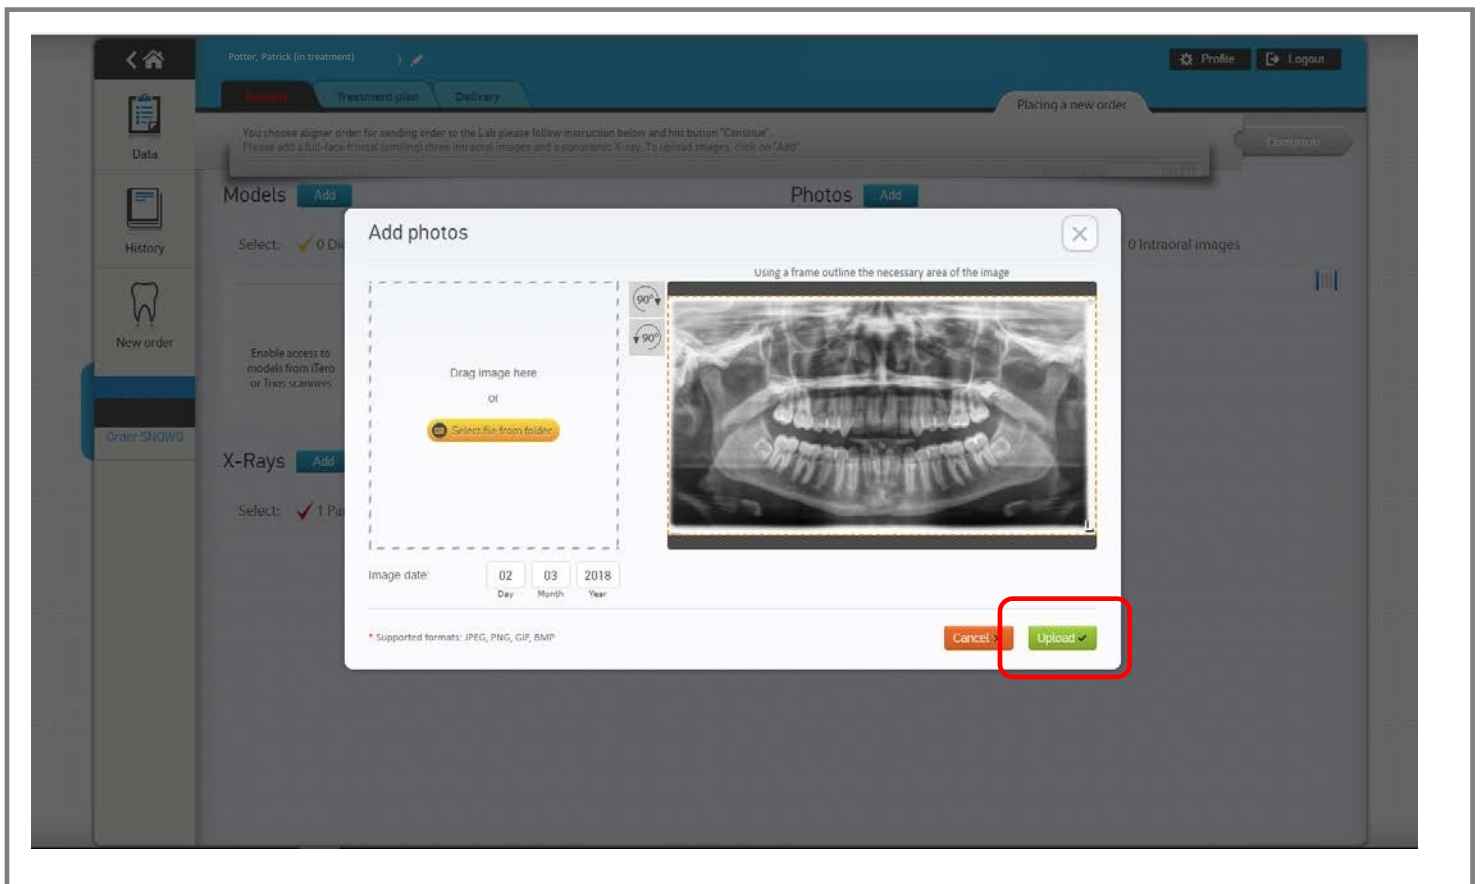 Potter, Patrick (in treatment) )
Profile
Logout
Treatment plan
Delivery
Placing a new order
You choose aligner order for sending order to the Lab please follow instruction below and hits button "Continue"
Please add a full-face frontal (smiling) three intraoral images and a panoramic X-ray. To upload images, click on "Add"
Continue
Data
History
New order
Order SNQWQ
Models Add
Photos Add
Select: 0
0 Intraoral images
Enable access to
models from iTero
or Trios scanners
X-Rays Add
Select: 1 Pa
Add photos
Using a frame outline the necessary area of the image
90°
90°
Drag image here
or
Select file from folder
Image date: 02 03 2018
Day Month Year
* Supported formats: JPEG, PNG, GIF, BMP
Cancel
Upload